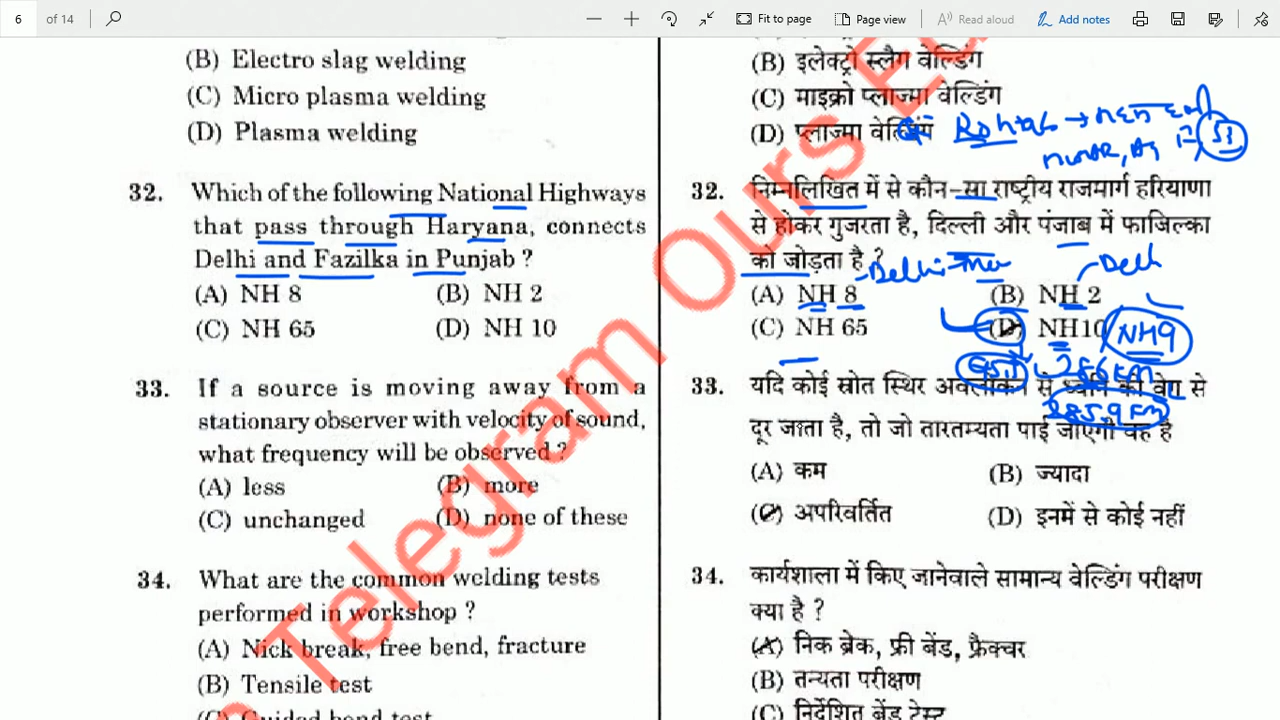 6 of 14
Fit to page
Page view
Read aloud
Add notes
(B) Electro slag welding
(C) Micro plasma welding
(D) Plasma welding
32. Which of the following National Highways
that pass through Haryana, connects
Delhi and Fazilka in Punjab ?
(A) NH 8 (B) NH 2
(C) NH 65 (D) NH 10
33. If a source is moving away from a
stationary observer with velocity of sound,
what frequency will be observed ?
(A) less (B) more
(C) unchanged (D) none of these
34. What are the common welding tests
performed in workshop ?
(A) Nick break, free bend, fracture
(B) Tensile test
(C) Guided bend test
(B) इलेक्ट्रो स्लैग वेल्डिंग
(C) माइक्रो प्लाज्मा वेल्डिंग
(D) प्लाज्मा वेल्डिंग
Rohtab
32. निम्नलिखित में से कौन-सा राष्ट्रीय राजमार्ग हरियाणा
से होकर गुजरता है, दिल्ली और पंजाब में फाजिल्का
को जोड़ता है ?
Delhi
(A) NH 8 (B) NH 2
(C) NH 65 (D) NH10 NH9
33. यदि कोई स्रोत स्थिर अवलोकन से ध्वनि की वेग से
दूर जाता है, तो जो तारतम्यता पाई जाएगी वह है
(A) कम (B) ज्यादा
(C) अपरिवर्तित (D) इनमें से कोई नहीं
34. कार्यशाला में किए जानेवाले सामान्य वेल्डिंग परीक्षण
क्या है ?
(A) निक ब्रेक, फ्री बेंड, फ्रैक्चर
(B) तन्यता परीक्षण
(C) निर्देशित बेंड टेस्ट
Telegram Ours